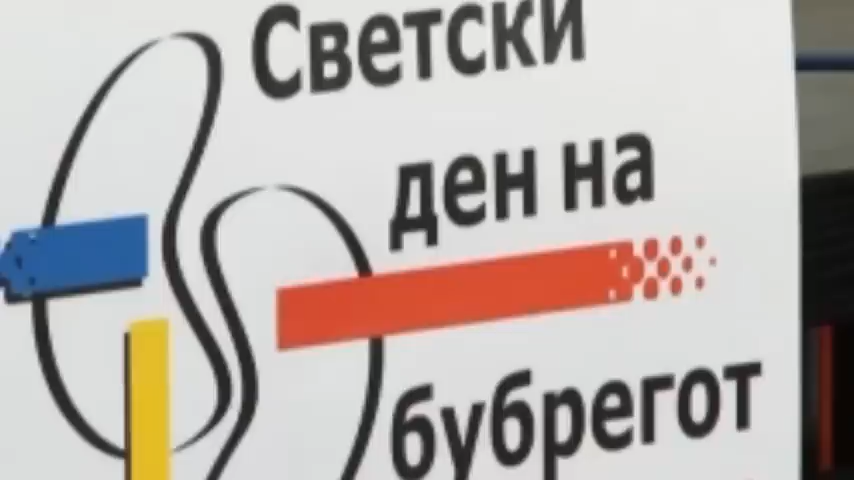 Светски
ден на
бубрегот